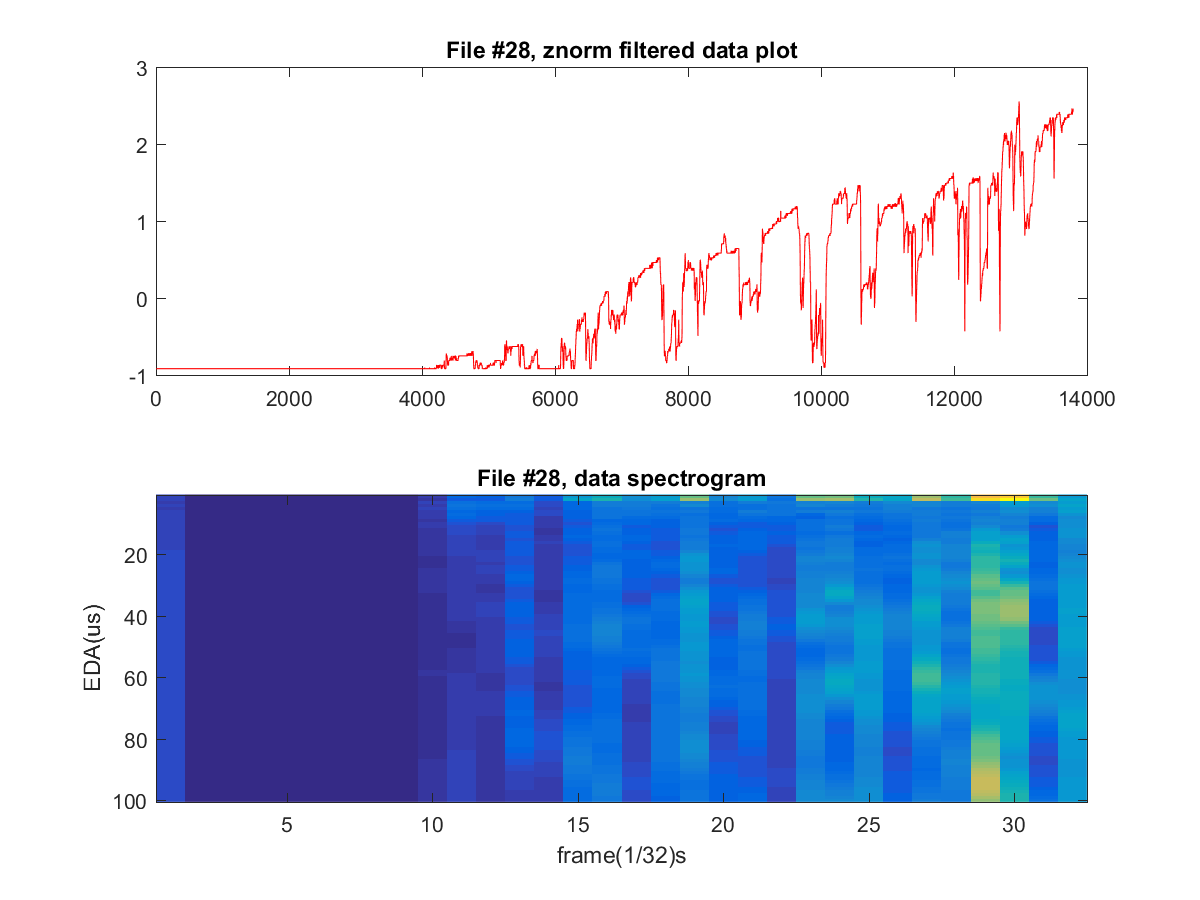 File #28, znorm filtered data plot
3
2
1
0
-1
0 2000 4000 6000 8000 10000 12000 14000
File #28, data spectrogram
20
40
60
80
100
EDA(us)
5 10 15 20 25 30
frame(1/32)s